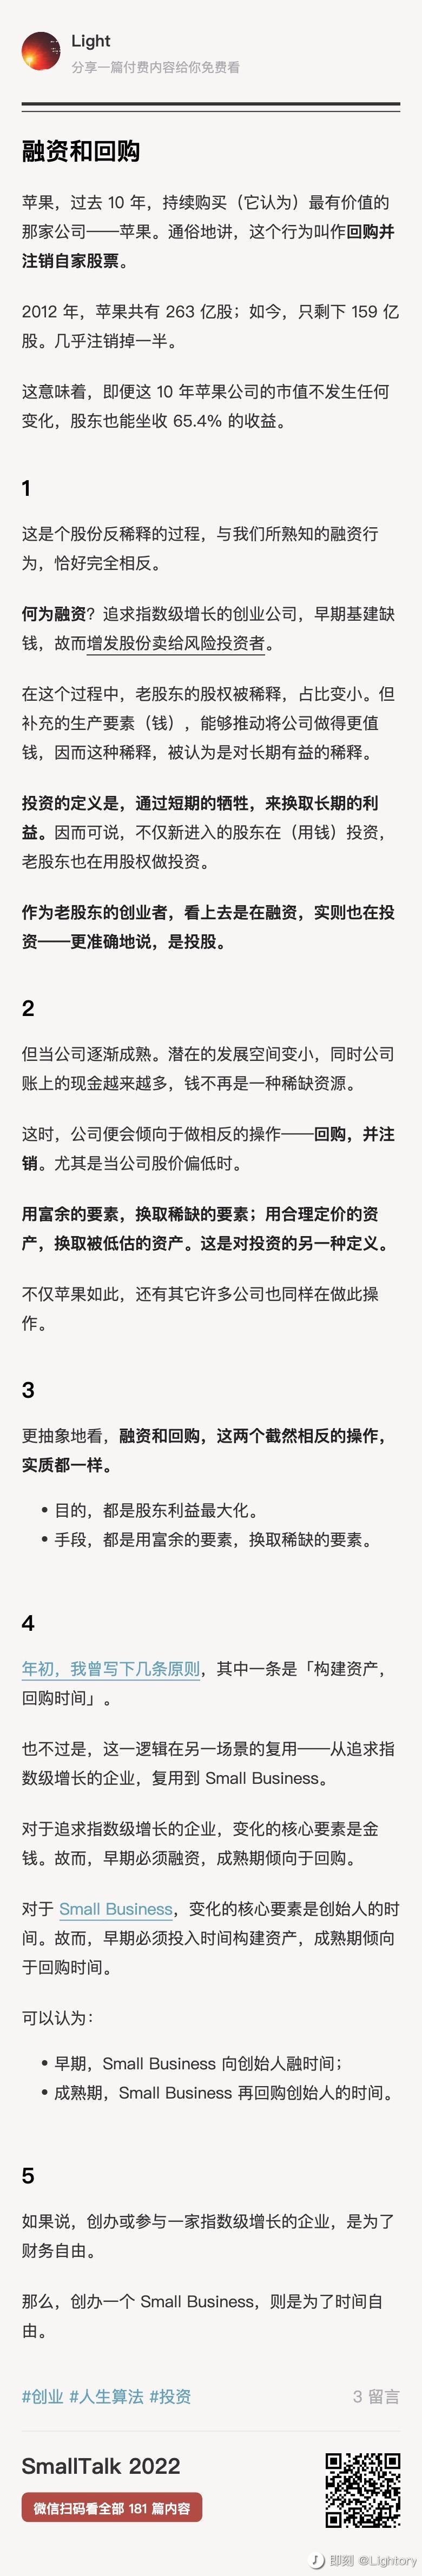 Light
分享一篇付费内容给你免费看
融资和回购
苹果，过去 10 年，持续购买（它认为）最有价值的
那家公司——苹果。通俗地讲，这个行为叫作回购并
注销自家股票。
2012 年，苹果共有 263 亿股；如今，只剩下 159 亿
股。几乎注销掉一半。
这意味着，即便这 10 年苹果公司的市值不发生任何
变化，股东也能坐收 65.4% 的收益。
1
这是个股份反稀释的过程，与我们所熟知的融资行
为，恰好完全相反。
何为融资？追求指数级增长的创业公司，早期基建缺
钱，故而增发股份卖给风险投资者。
在这个过程中，老股东的股权被稀释，占比变小。但
补充的生产要素（钱），能够推动将公司做得更值
钱，因而这种稀释，被认为是对长期有益的稀释。
投资的定义是，通过短期的牺牲，来换取长期的利
益。因而可说，不仅新进入的股东在（用钱）投资，
老股东也在用股权做投资。
作为老股东的创业者，看上去是在融资，实则也在投
资——更准确地说，是投股。
2
但当公司逐渐成熟。潜在的发展空间变小，同时公司
账上的现金越来越多，钱不再是一种稀缺资源。
这时，公司便会倾向于做相反的操作——回购，并注
销。尤其是当公司股价偏低时。
用富余的要素，换取稀缺的要素；用合理定价的资
产，换取被低估的资产。这是对投资的另一种定义。
不仅苹果如此，还有其它许多公司也同样在做此操
作。
3
更抽象地看，融资和回购，这两个截然相反的操作，
实质都一样。
• 目的，都是股东利益最大化。
• 手段，都是用富余的要素，换取稀缺的要素。
4
年初，我曾写下几条原则，其中一条是「构建资产，
回购时间」。
也不过是，这一逻辑在另一场景的复用——从追求指
数级增长的企业，复用到 Small Business。
对于追求指数级增长的企业，变化的核心要素是金
钱。故而，早期必须融资，成熟期倾向于回购。
对于 Small Business，变化的核心要素是创始人的时
间。故而，早期必须投入时间构建资产，成熟期倾向
于回购时间。
可以认为：
• 早期，Small Business 向创始人融时间；
• 成熟期，Small Business 再回购创始人的时间。
5
如果说，创办或参与一家指数级增长的企业，是为了
财务自由。
那么，创办一个 Small Business，则是为了时间自
由。
#创业 #人生算法 #投资
3 留言
SmallTalk 2022
微信扫码看全部 181 篇内容
即刻 @Lightory